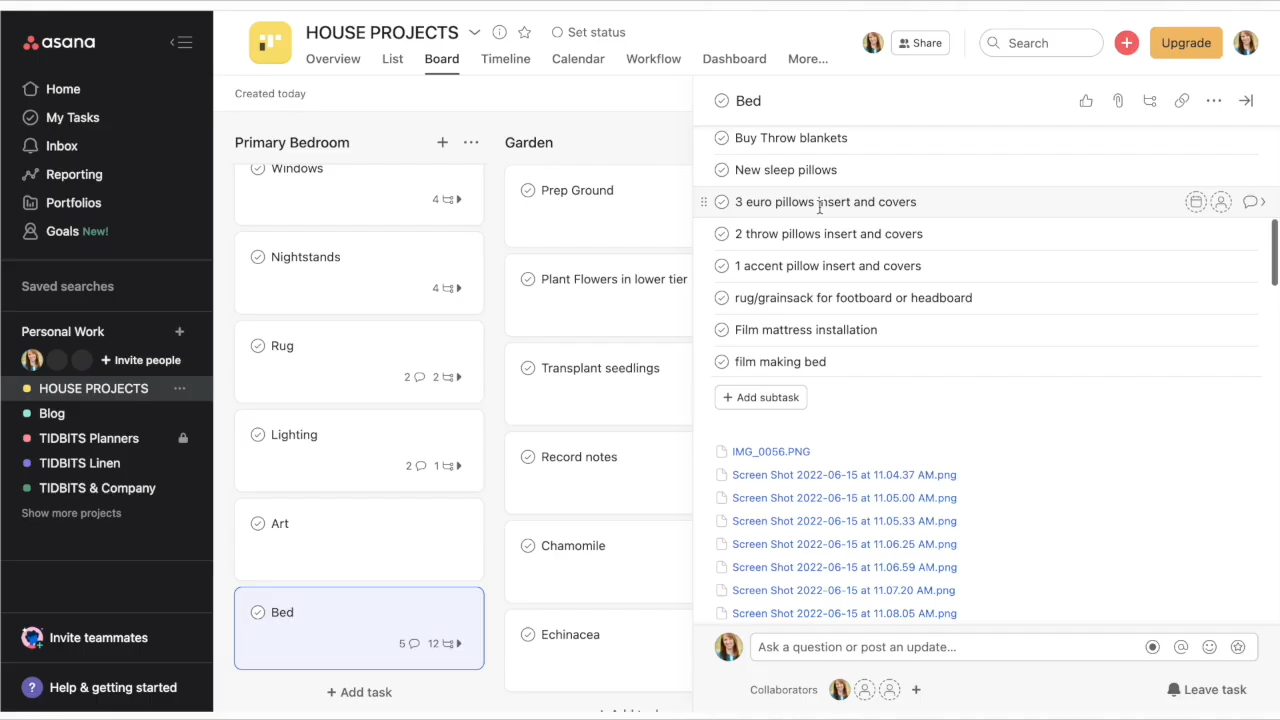 asana
Home
My Tasks
Inbox
Reporting
Portfolios
Goals New!
Saved searches
Personal Work
Invite people
HOUSE PROJECTS
Blog
TIDBITS Planners
TIDBITS Linen
TIDBITS & Company
Show more projects
Invite teammates
? Help & getting started
HOUSE PROJECTS
Set status
Share
Search
Upgrade
Overview List Board Timeline Calendar Workflow Dashboard More...
Created today
Primary Bedroom
Windows
4
Nightstands
4
Rug
2 2
Lighting
2 1
Art
Bed
5 12
+ Add task
Garden
Prep Ground
Plant Flowers in lower tier
Transplant seedlings
Record notes
Chamomile
Echinacea
Bed
Buy Throw blankets
New sleep pillows
3 euro pillows insert and covers
2 throw pillows insert and covers
1 accent pillow insert and covers
rug/grainsack for footboard or headboard
Film mattress installation
film making bed
+ Add subtask
IMG_0056.PNG
Screen Shot 2022-06-15 at 11.04.37 AM.png
Screen Shot 2022-06-15 at 11.05.00 AM.png
Screen Shot 2022-06-15 at 11.05.33 AM.png
Screen Shot 2022-06-15 at 11.06.25 AM.png
Screen Shot 2022-06-15 at 11.06.59 AM.png
Screen Shot 2022-06-15 at 11.07.20 AM.png
Screen Shot 2022-06-15 at 11.08.05 AM.png
Ask a question or post an update...
Collaborators
Leave task